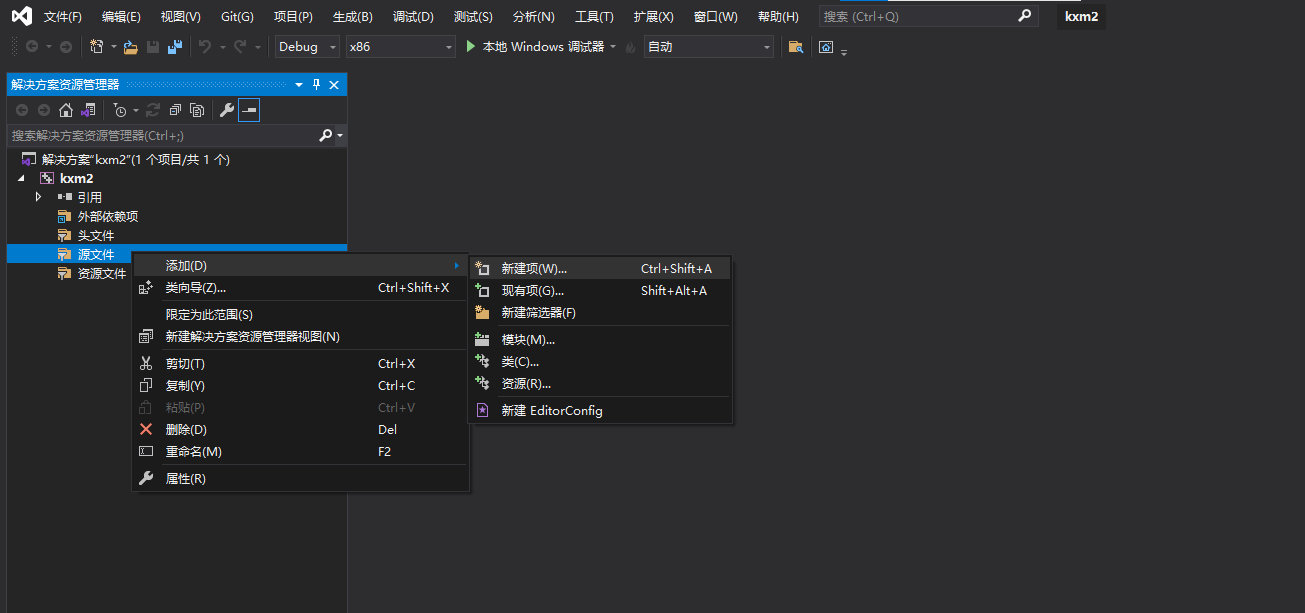 文件(F) 编辑(E) 视图(V) Git(G) 项目(P) 生成(B) 调试(D) 测试(S) 分析(N) 工具(T) 扩展(X) 窗口(W) 帮助(H) 搜索 (Ctrl+Q) kxm2
Debug x86 本地 Windows 调试器 自动
解决方案资源管理器
搜索解决方案资源管理器(Ctrl+;)
解决方案"kxm2"(1 个项目/共 1 个)
kxm2
引用
外部依赖项
头文件
源文件
资源文件
添加(D)
类向导(Z)... Ctrl+Shift+X
限定为此范围(S)
新建解决方案资源管理器视图(N)
剪切(T) Ctrl+X
复制(Y) Ctrl+C
粘贴(P) Ctrl+V
删除(D) Del
重命名(M) F2
属性(R)
新建项(W)... Ctrl+Shift+A
现有项(G)... Shift+Alt+A
新建筛选器(F)
模块(M)...
类(C)...
资源(R)...
新建 EditorConfig